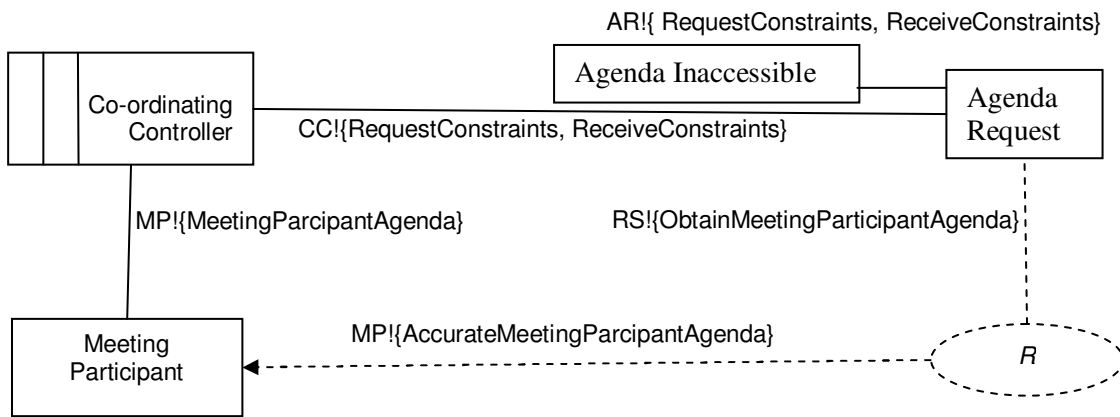 AR!{ RequestConstraints, ReceiveConstraints}
Agenda Inaccessible
Co-ordinating
Controller
Agenda
Request
CC!{RequestConstraints, ReceiveConstraints}
MP!{MeetingParcipantAgenda}
RS!{ObtainMeetingParticipantAgenda}
MP!{AccurateMeetingParcipantAgenda}
Meeting
Participant
R